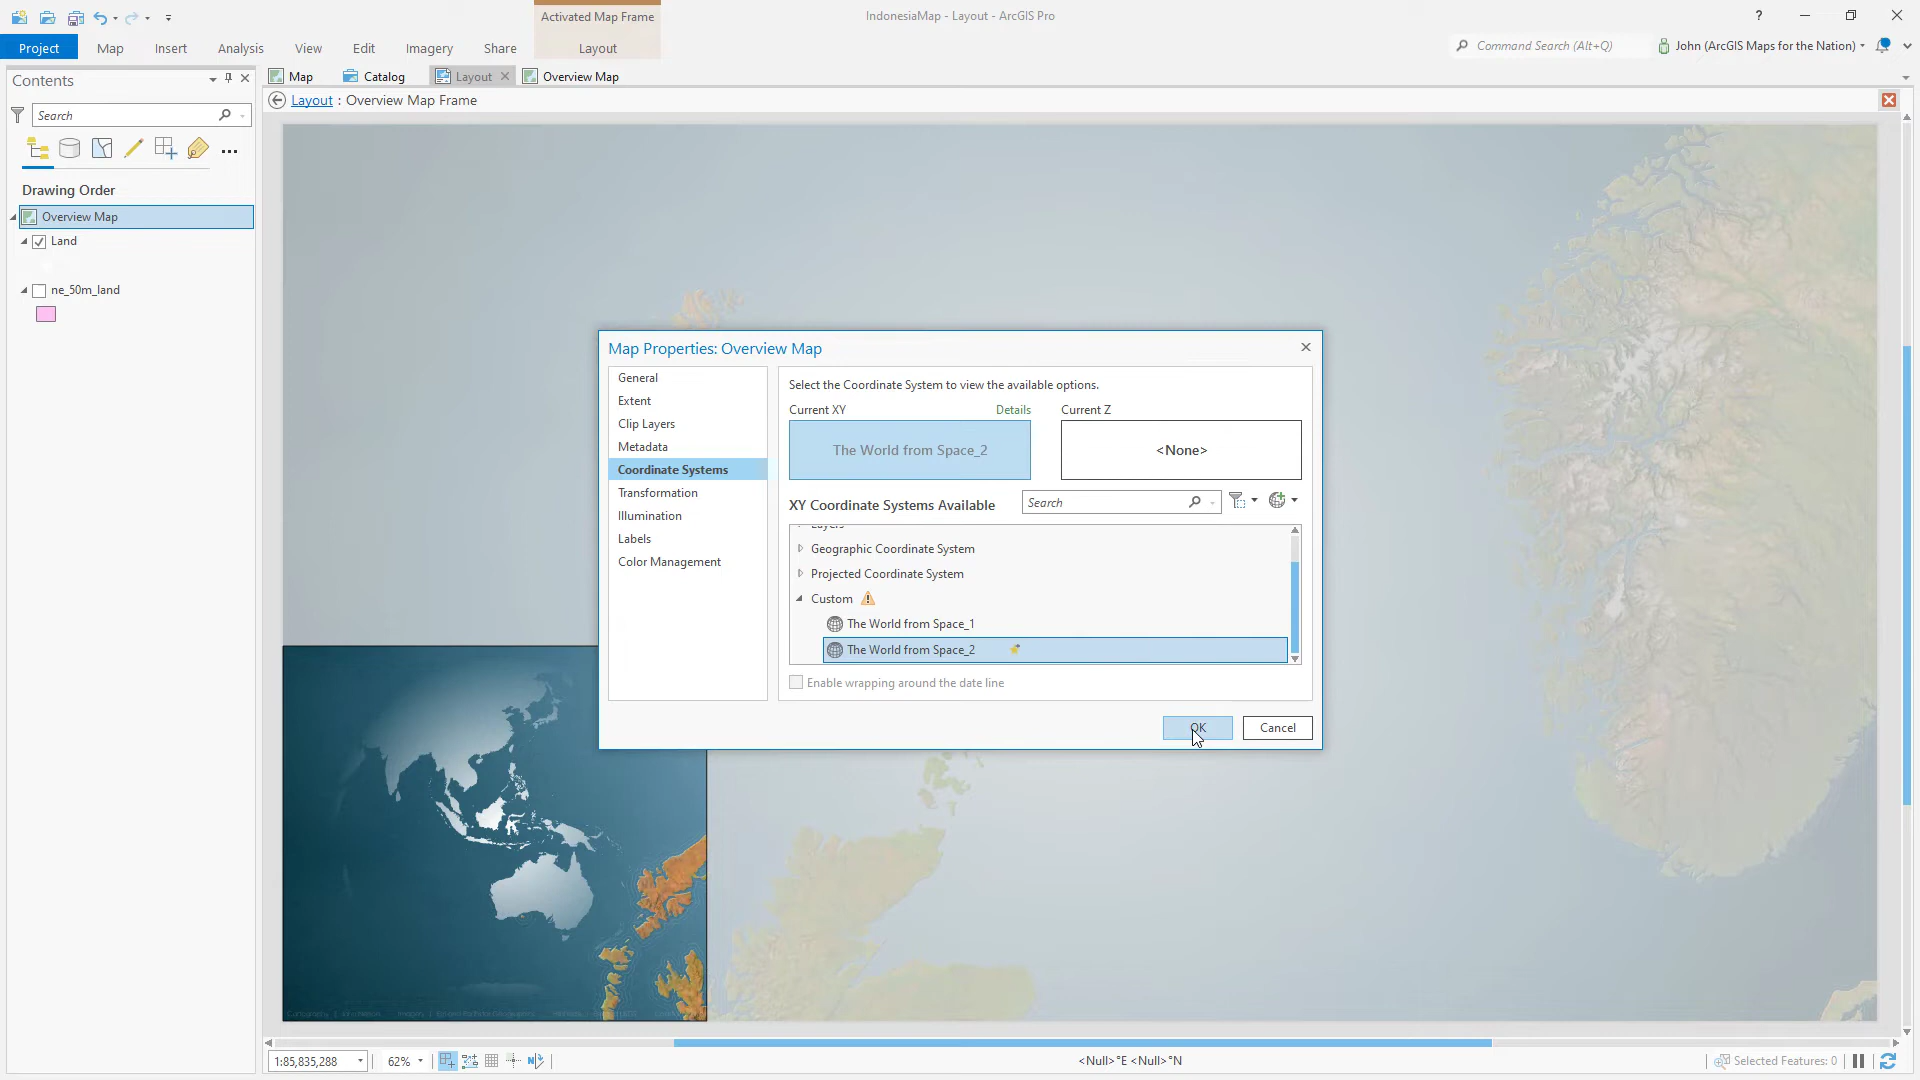 Activated Map Frame
IndonesiaMap - Layout - ArcGIS Pro
?
Project
Map
Insert
Analysis
View
Edit
Imagery
Share
Layout
Command Search (Alt+Q)
John (ArcGIS Maps for the Nation)
Contents
Map
Catalog
Layout
Overview Map
Layout : Overview Map Frame
Search
Drawing Order
Overview Map
Land
ne_50m_land
Map Properties: Overview Map
General
Extent
Clip Layers
Metadata
Coordinate Systems
Transformation
Illumination
Labels
Color Management
Select the Coordinate System to view the available options.
Current XY
Details
Current Z
The World from Space_2
<None>
XY Coordinate Systems Available
Search
Layers
Geographic Coordinate System
Projected Coordinate System
Custom
The World from Space_1
The World from Space_2
Enable wrapping around the date line
OK
Cancel
1:85,835,288
62%
<Null>°E <Null>°N
Selected Features: 0